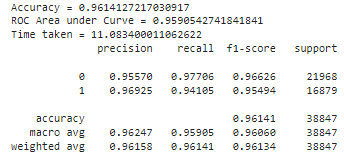 Accuracy = 0.9614127217030917
ROC Area under Curve = 0.9590542741841841
Time taken = 11.083400011062622
precision recall f1-score support
0 0.95570 0.97706 0.96626 21968
1 0.96925 0.94105 0.95494 16879
accuracy 0.96141 38847
macro avg 0.96247 0.95905 0.96060 38847
weighted avg 0.96158 0.96141 0.96134 38847